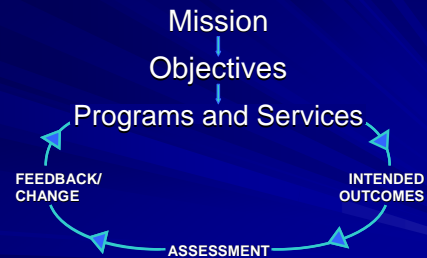 Mission
Objectives
Programs and Services
FEEDBACK/
CHANGE
INTENDED
OUTCOMES
ASSESSMENT